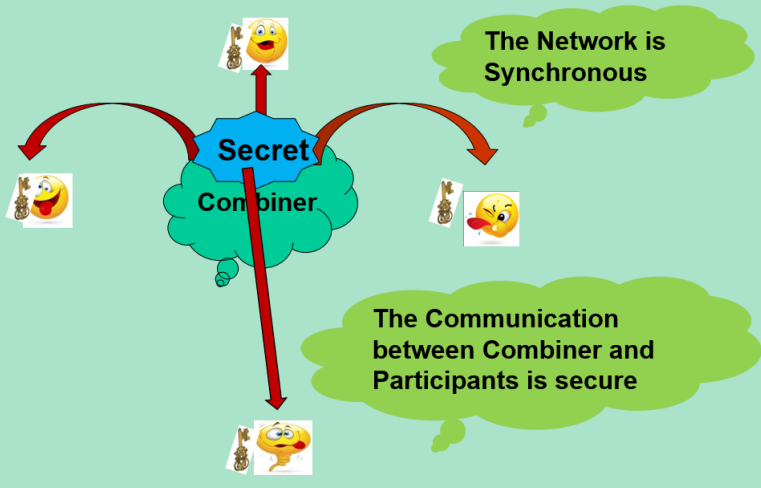 The Network is
Synchronous
Secret
Combiner
The Communication
between Combiner and
Participants is secure